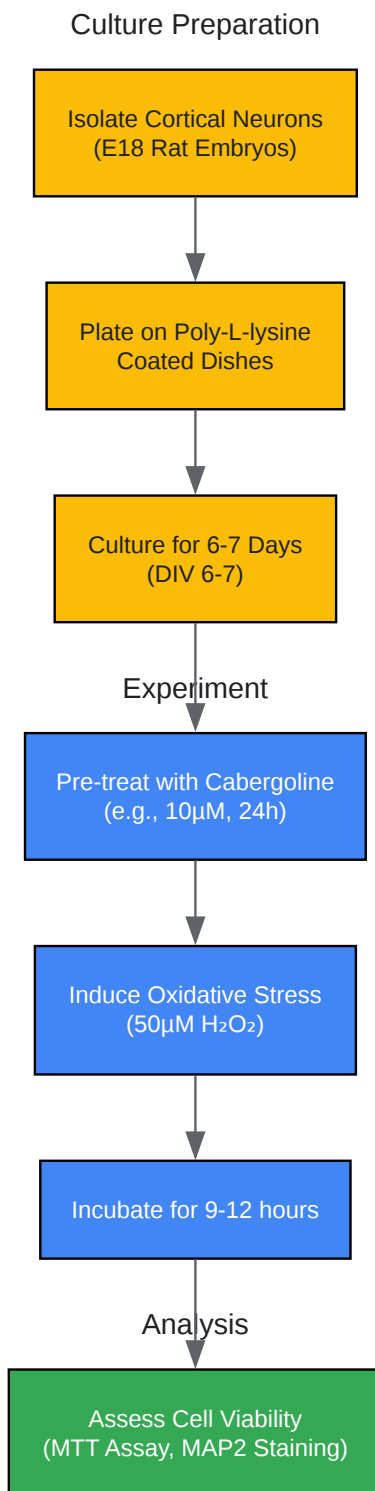 Culture Preparation
Isolate Cortical Neurons
(E18 Rat Embryos)
Plate on Poly-L-lysine
Coated Dishes
Culture for 6-7 Days
(DIV 6-7)
Experiment
Pre-treat with Cabergoline
(e.g., 10µM, 24h)
Induce Oxidative Stress
(50µM H₂O₂)
Incubate for 9-12 hours
Analysis
Assess Cell Viability
(MTT Assay, MAP2 Staining)